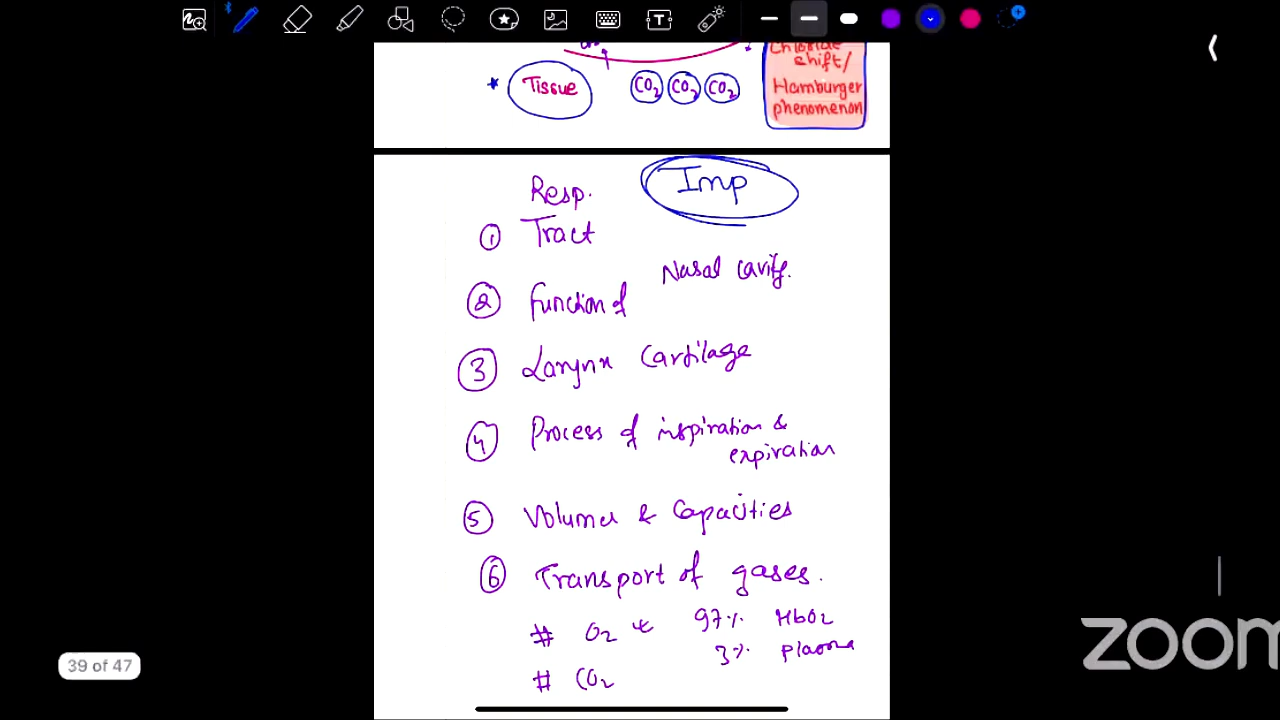 Chloride
shift/
Hamburger
phenomenon
Tissue
CO2 CO2 CO2
Imp
Resp.
① Tract
Nasal cavity.
② Function of
③ Larynx Cartilage
④ Process of inspiration &
expiration
⑤ Volumes & Capacities
⑥ Transport of gases.
# O2 97% HbO2
3% plasma
# CO2
39 of 47
zoom